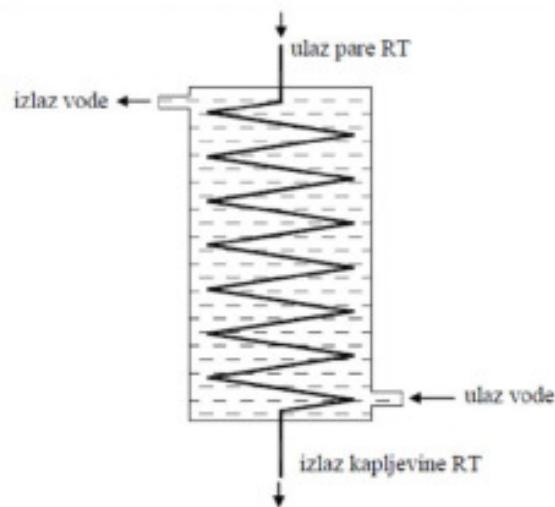 ulaz pare RT
izlaz vode
ulaz vode
izlaz kapljevine RT